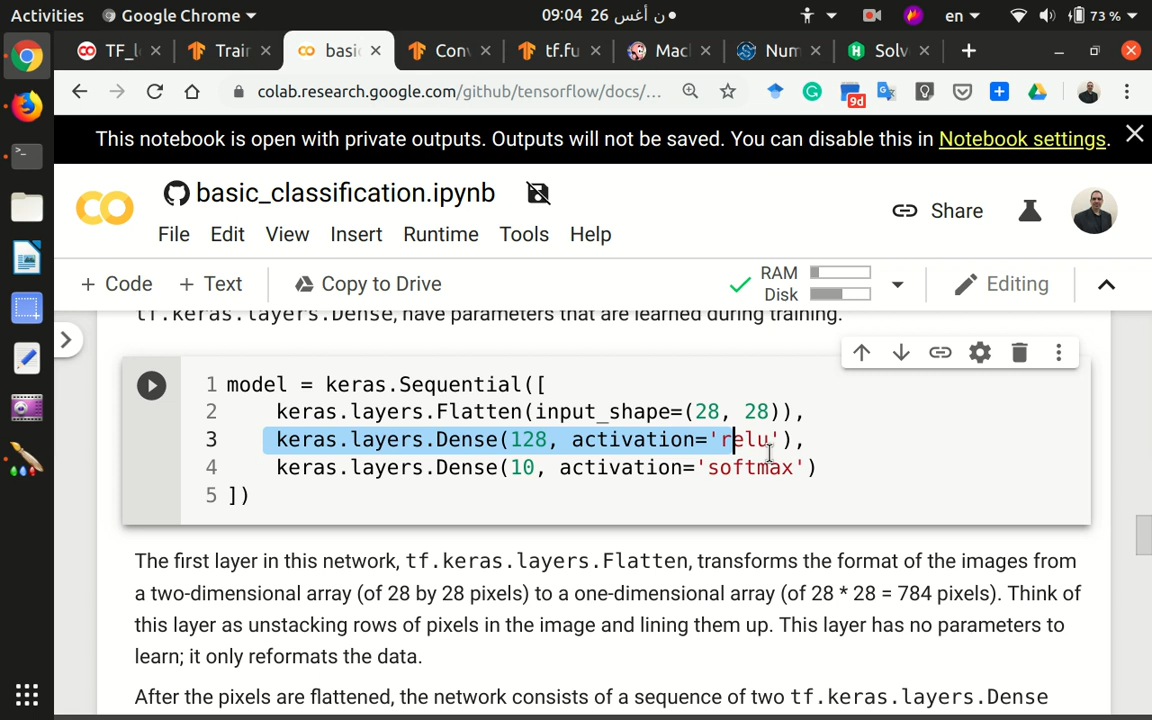 Activities Google Chrome 09:04 26 ن أغس en 73 %
TF_l Trair basi Con tf.fu Mac Num Solv
colab.research.google.com/github/tensorflow/docs/... 9d
This notebook is open with private outputs. Outputs will not be saved. You can disable this in Notebook settings.
basic_classification.ipynb
Share
File Edit View Insert Runtime Tools Help
+ Code + Text Copy to Drive RAM Disk Editing
tf.keras.layers.Dense, have parameters that are learned during training.
1 model = keras.Sequential([
2 keras.layers.Flatten(input_shape=(28, 28)),
3 keras.layers.Dense(128, activation='relu'),
4 keras.layers.Dense(10, activation='softmax')
5 ])
The first layer in this network, tf.keras.layers.Flatten, transforms the format of the images from
a two-dimensional array (of 28 by 28 pixels) to a one-dimensional array (of 28 * 28 = 784 pixels). Think of
this layer as unstacking rows of pixels in the image and lining them up. This layer has no parameters to
learn; it only reformats the data.
After the pixels are flattened, the network consists of a sequence of two tf.keras.layers.Dense